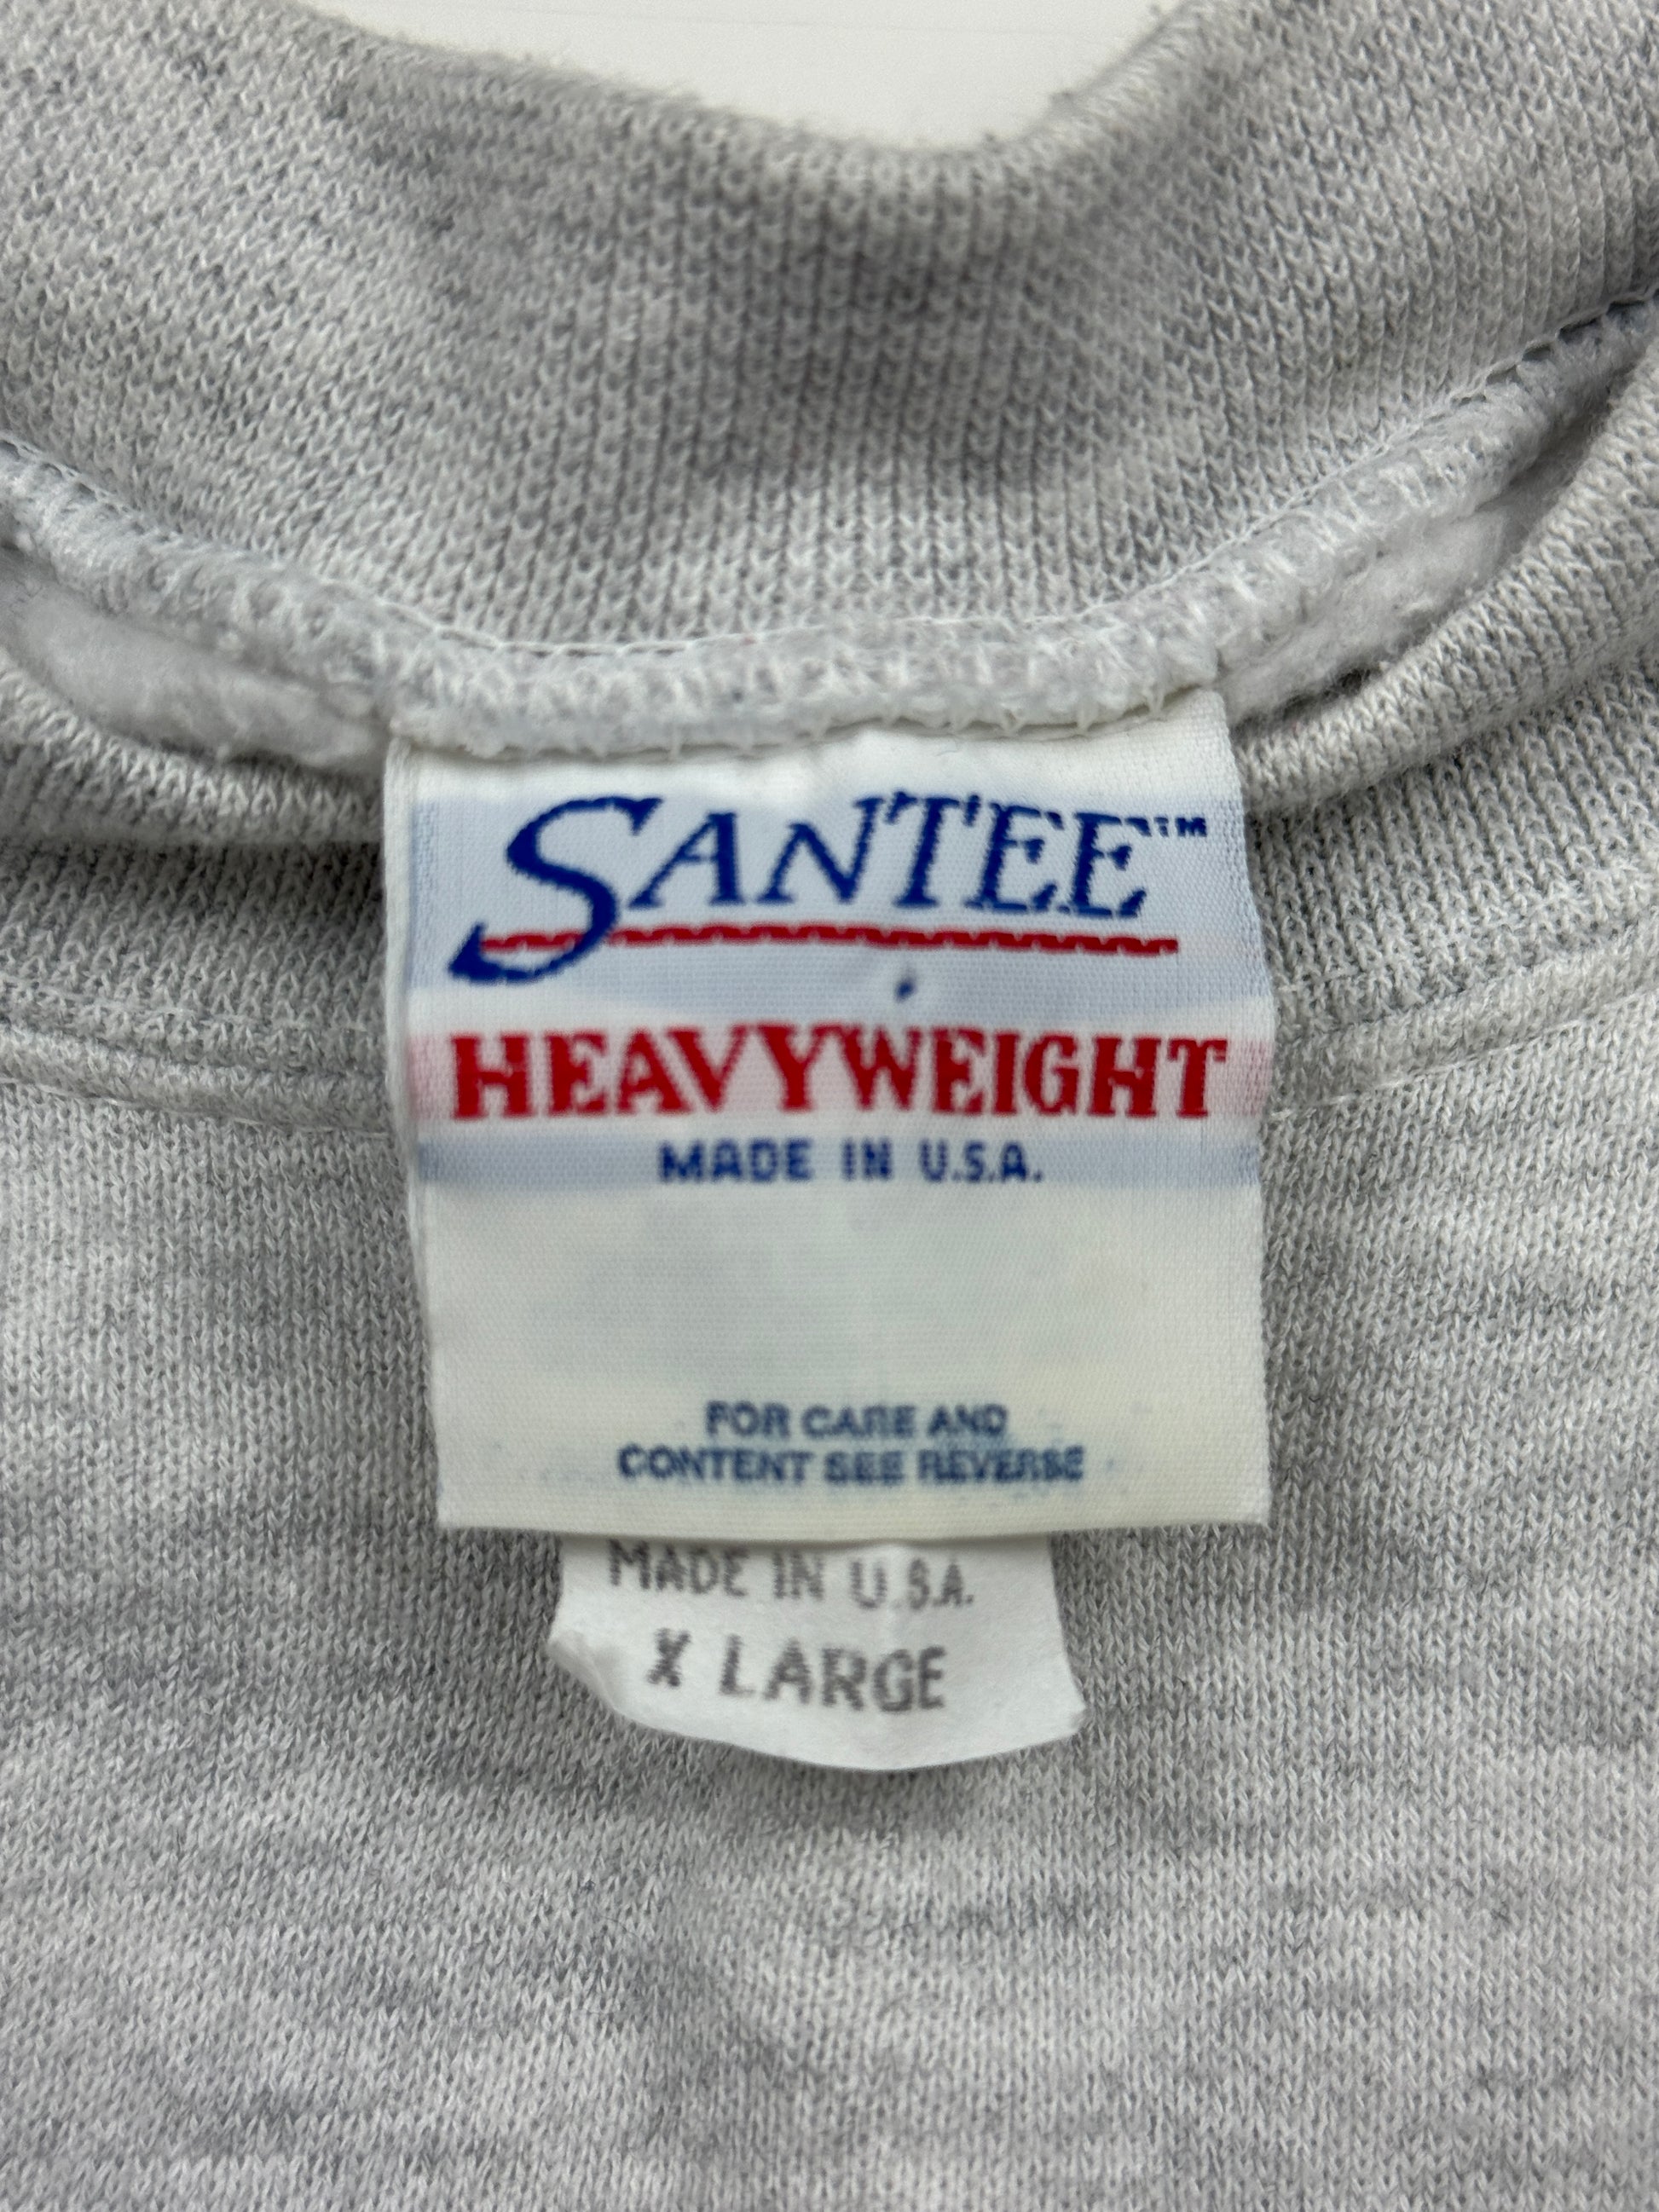 SANTEE™
HEAVYWEIGHT
MADE IN U.S.A.
FOR CARE AND
CONTENT SEE REVERSE
MADE IN U.S.A.
X LARGE